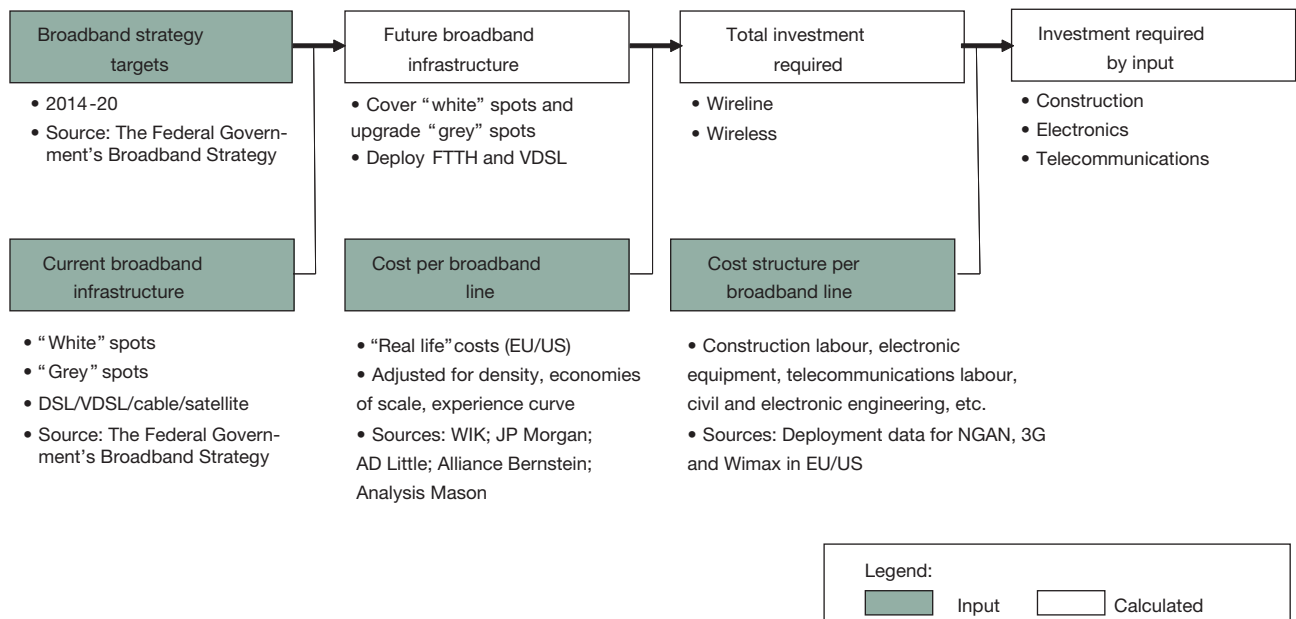 Broadband strategy
targets
• 2014-20
• Source: The Federal Govern-
ment's Broadband Strategy
Future broadband
infrastructure
• Cover “white” spots and
upgrade “grey” spots
• Deploy FTTH and VDSL
Total investment
required
• Wireline
• Wireless
Investment required
by input
• Construction
• Electronics
• Telecommunications
Current broadband
infrastructure
• “White” spots
• “Grey” spots
• DSL/VDSL/cable/satellite
• Source: The Federal Govern-
ment's Broadband Strategy
Cost per broadband
line
• “Real life” costs (EU/US)
• Adjusted for density, economies
of scale, experience curve
• Sources: WIK; JP Morgan;
AD Little; Alliance Bernstein;
Analysis Mason
Cost structure per
broadband line
• Construction labour, electronic
equipment, telecommunications labour,
civil and electronic engineering, etc.
• Sources: Deployment data for NGAN, 3G
and Wimax in EU/US
Legend:
Input Calculated